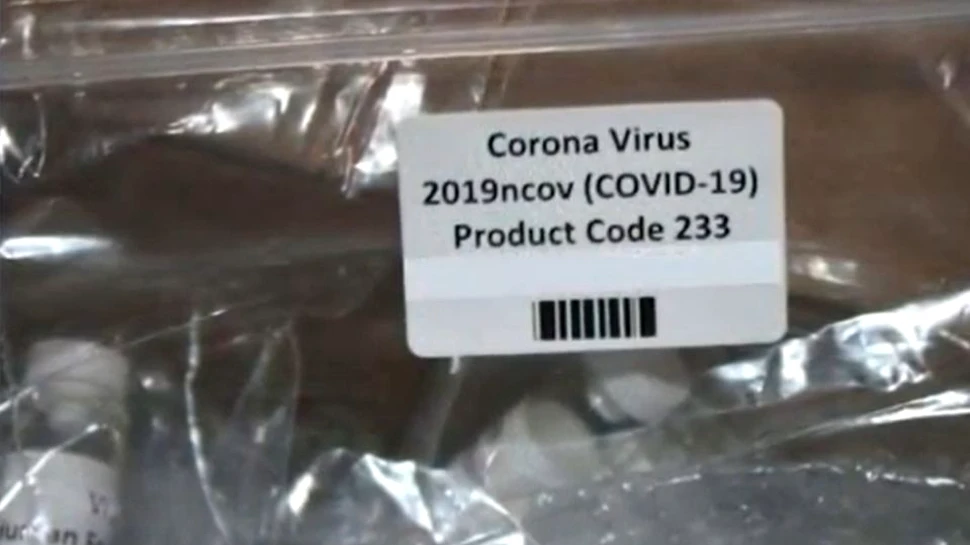 Corona Virus
2019ncov (COVID-19)
Product Code 233